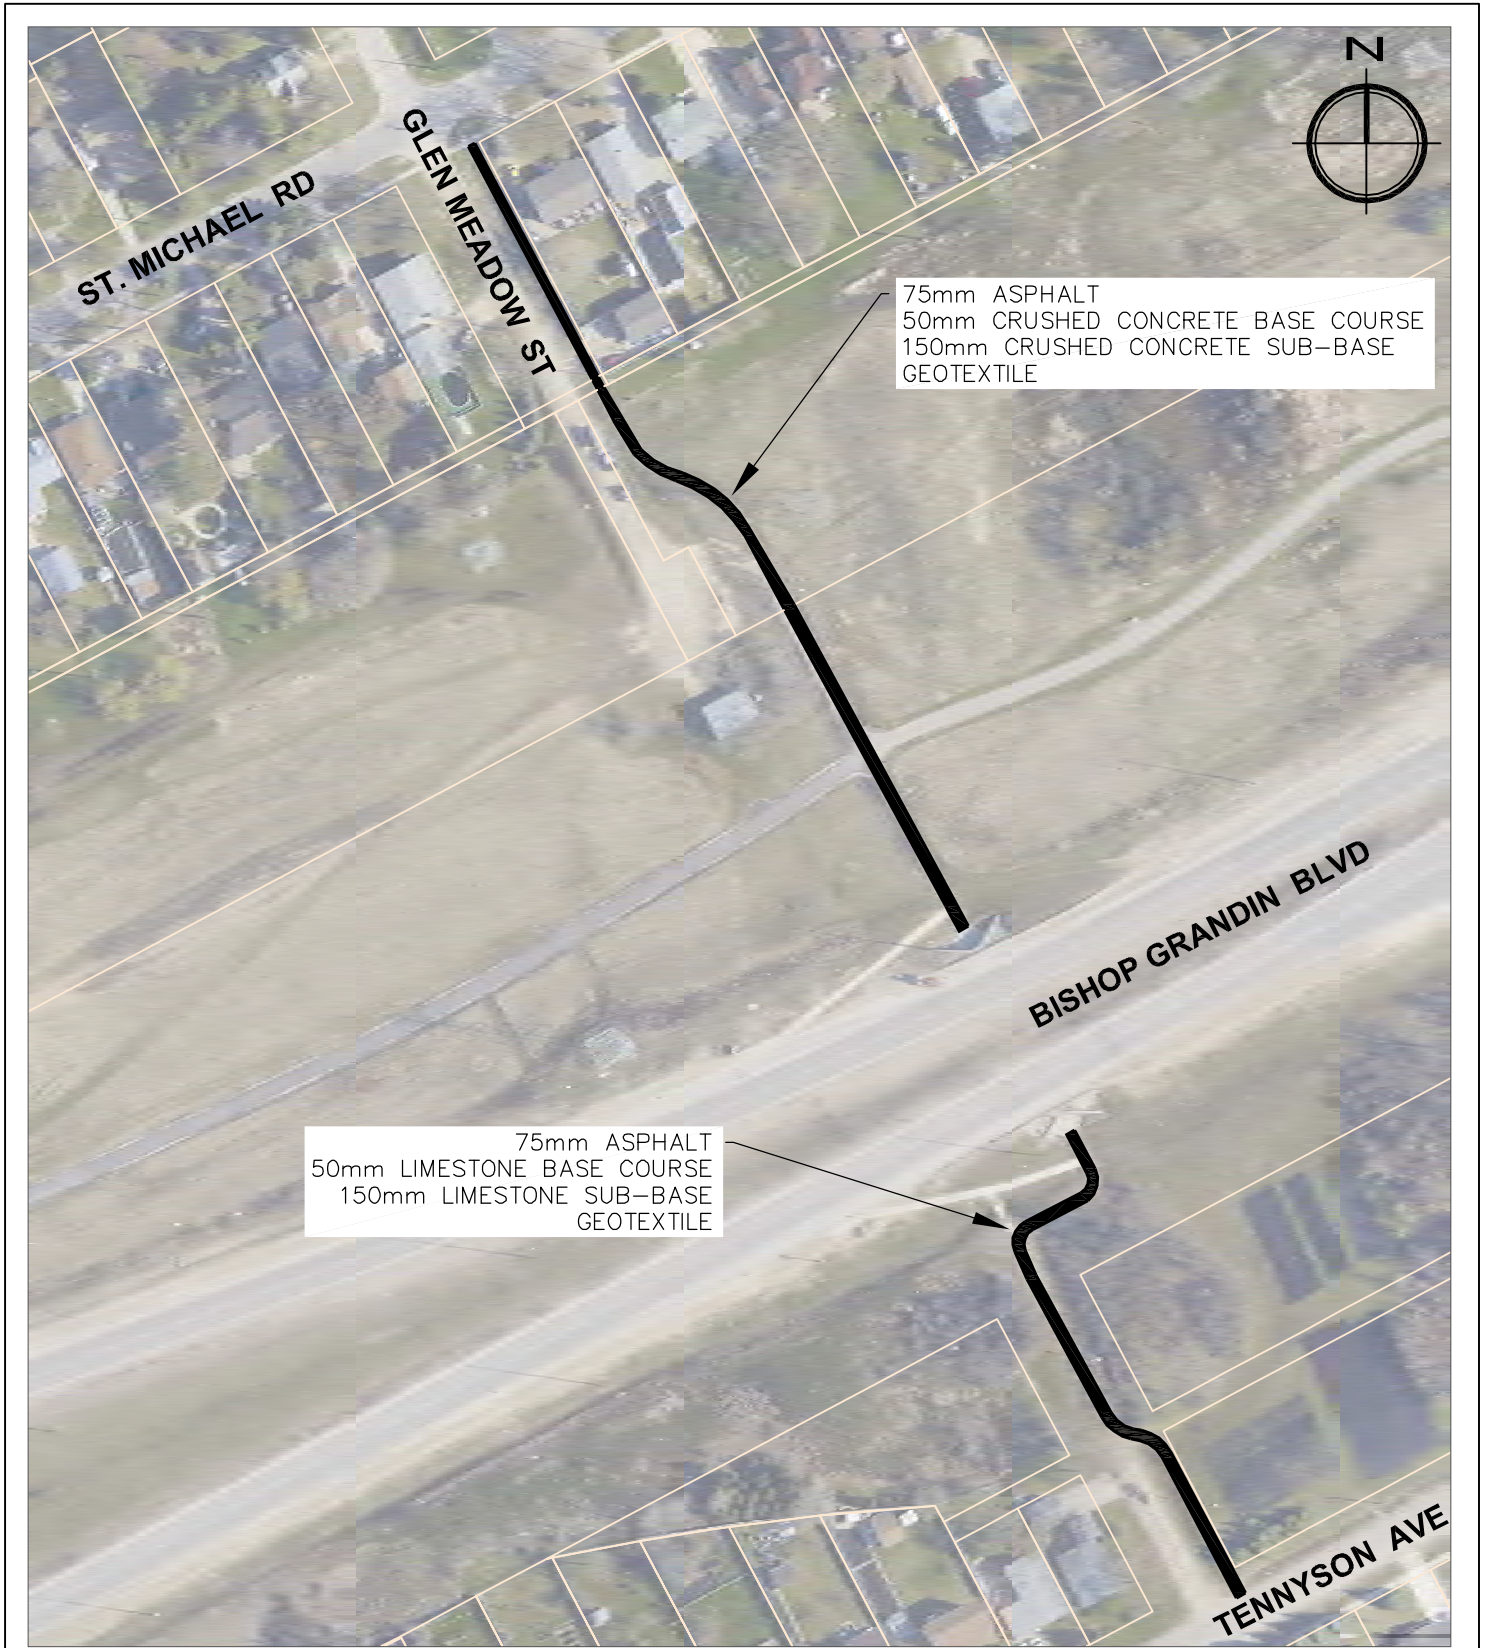 N
ST. MICHAEL RD
GLEN MEADOW ST
75mm ASPHALT
50mm CRUSHED CONCRETE BASE COURSE
150mm CRUSHED CONCRETE SUB-BASE
GEOTEXTILE
BISHOP GRANDIN BLVD
75mm ASPHALT
50mm LIMESTONE BASE COURSE
150mm LIMESTONE SUB-BASE
GEOTEXTILE
TENNYSON AVE